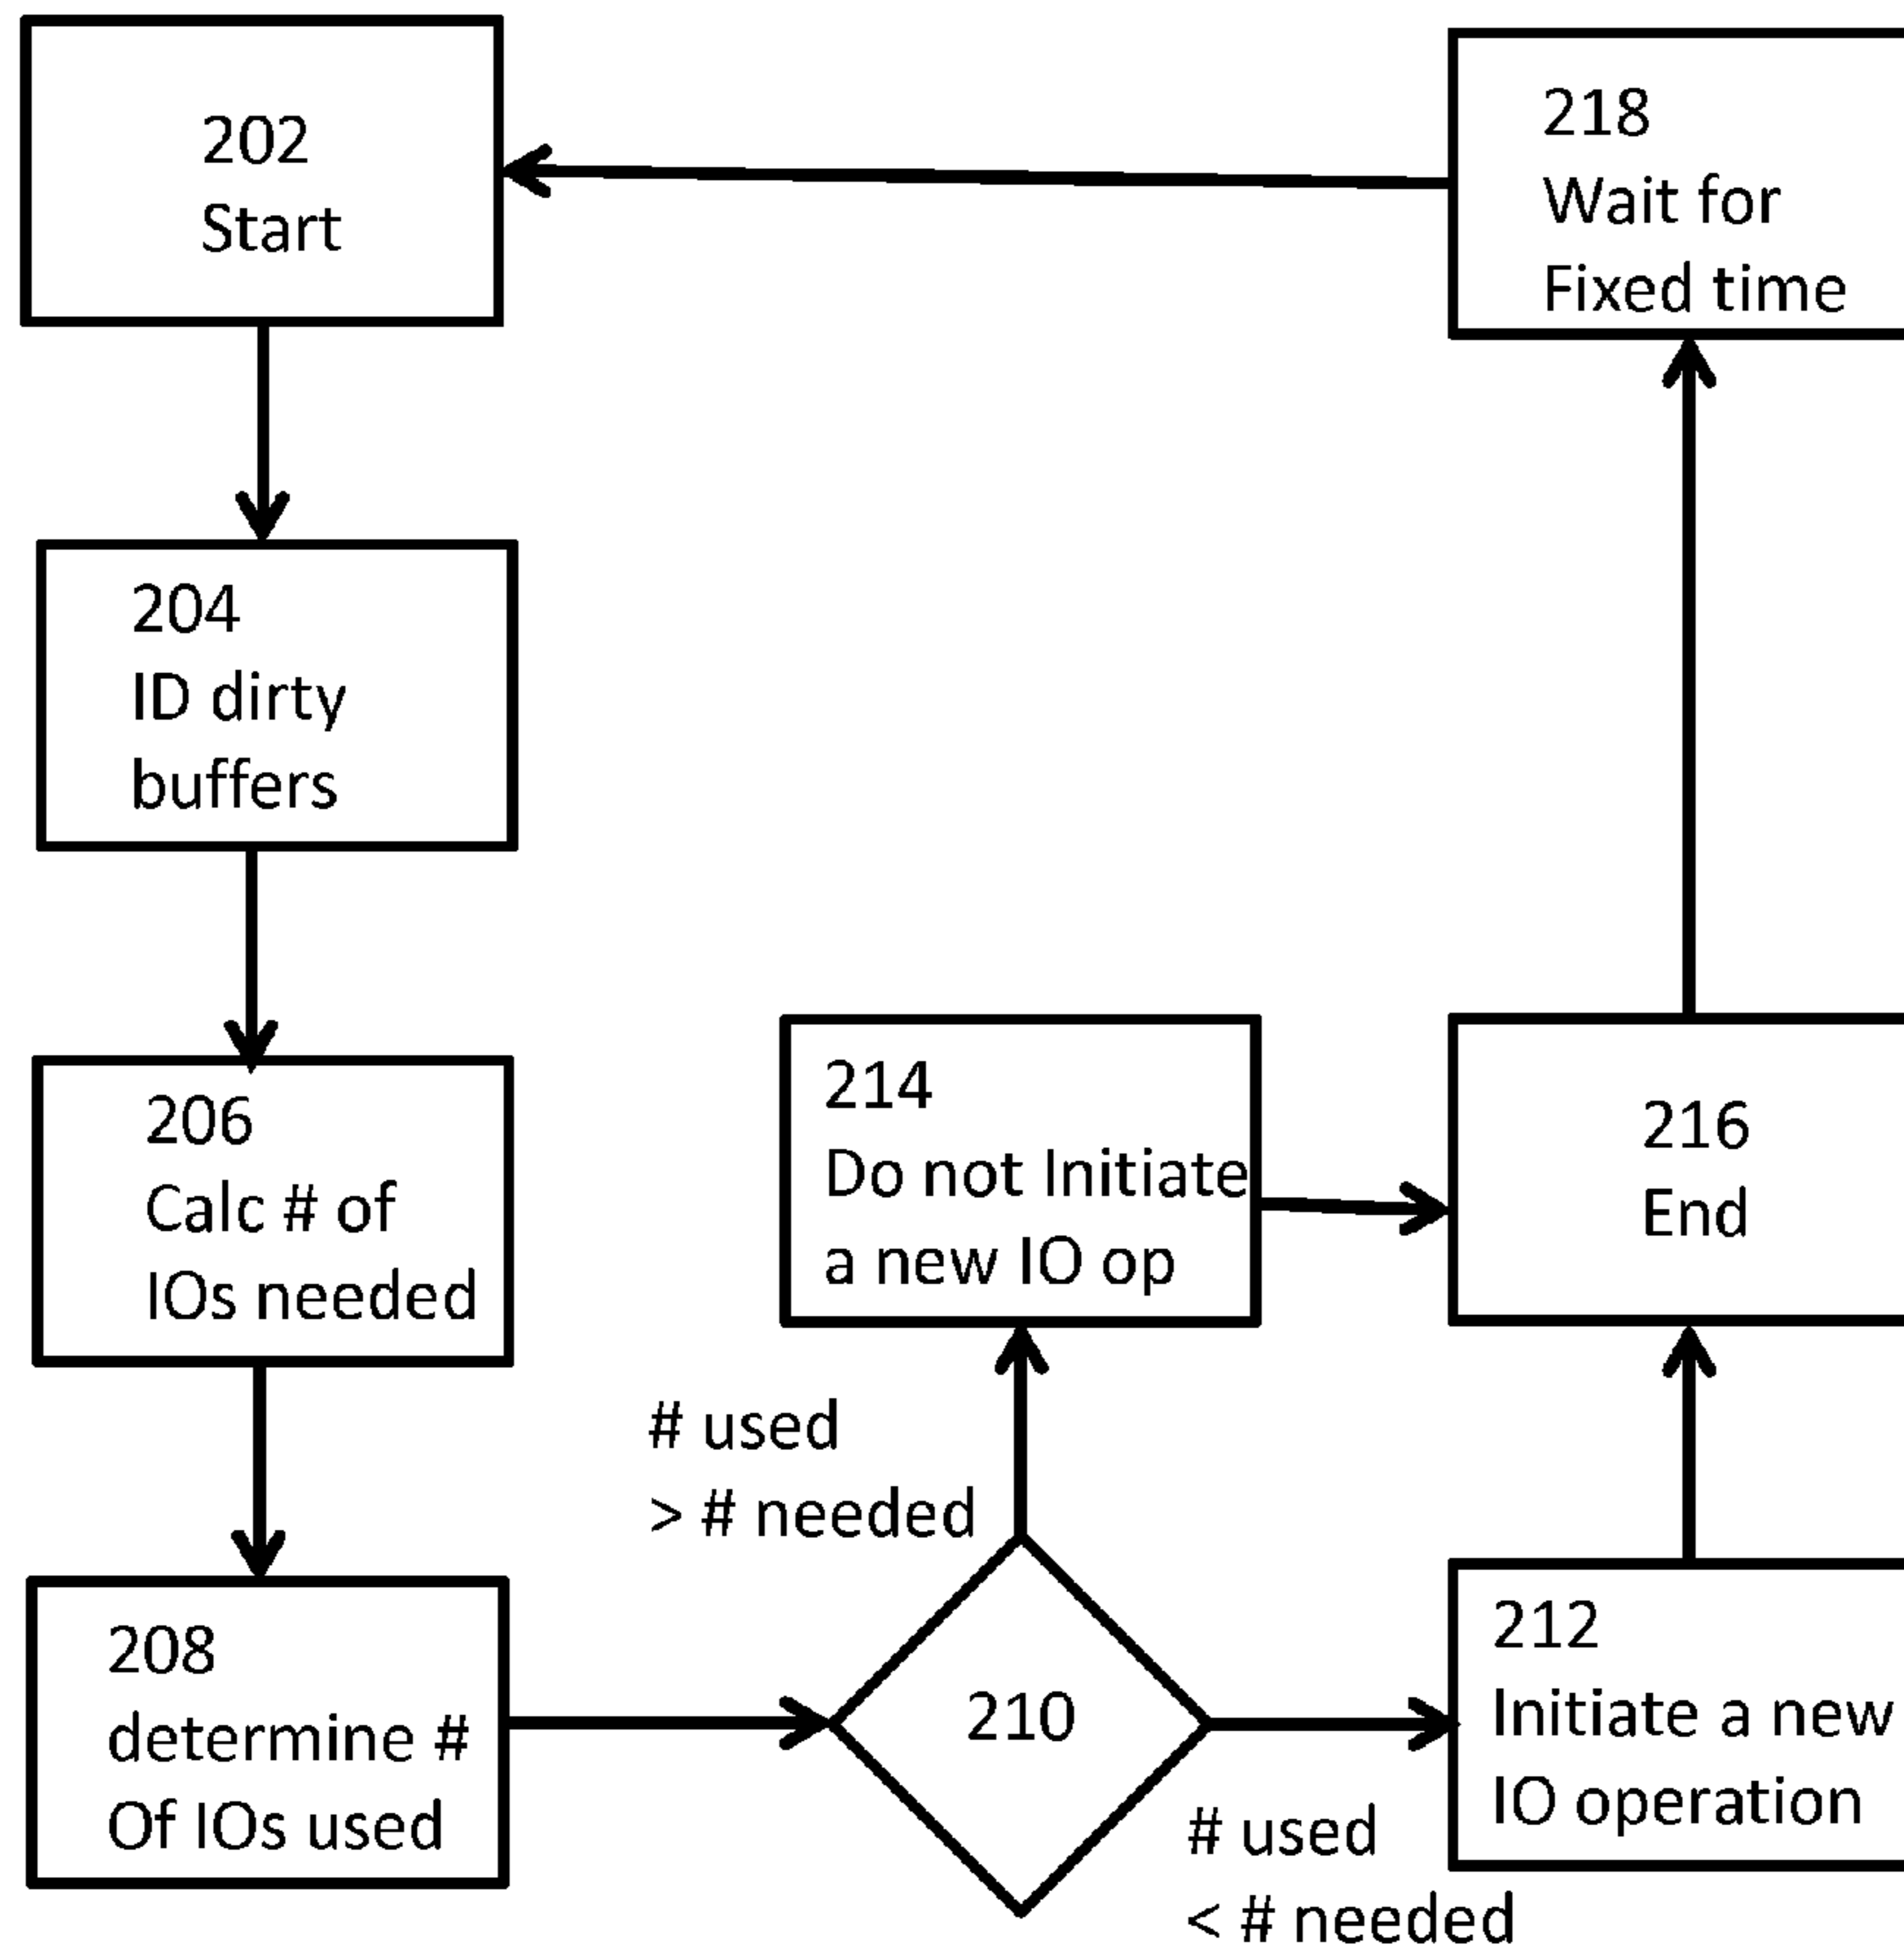 202
Start
218
Wait for
Fixed time
204
ID dirty
buffers
206
Calc # of
IOs needed
214
Do not Initiate
a new IO op
216
End
# used
> # needed
208
determine #
Of IOs used
210
212
Initiate a new
IO operation
# used
< # needed